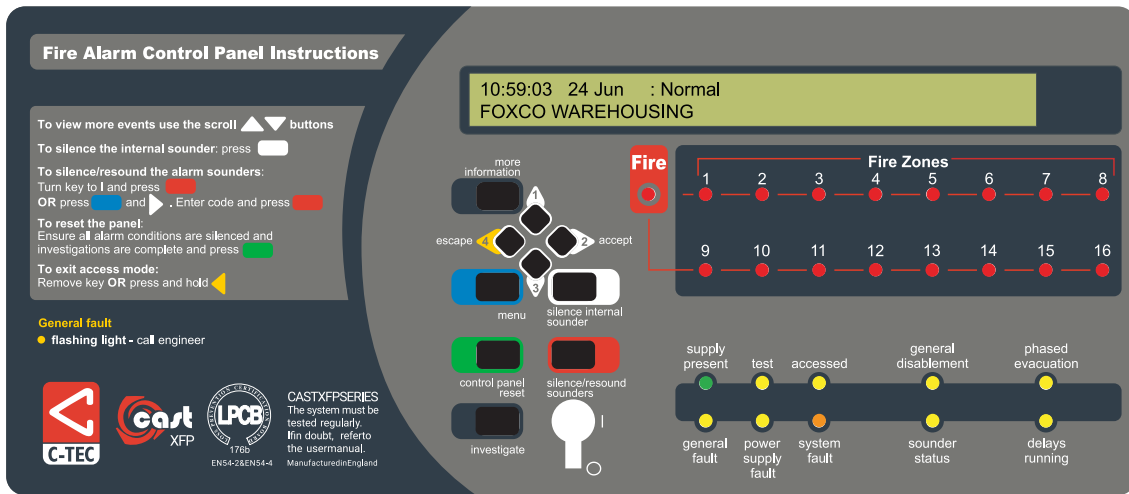 Fire Alarm Control Panel Instructions
To view more events use the scroll buttons
To silence the internal sounder: press
To silence/resound the alarm sounders:
Turn key to I and press
OR press and . Enter code and press
To reset the panel:
Ensure all alarm conditions are silenced and
investigations are complete and press
To exit access mode:
Remove key OR press and hold
General fault
flashing light - call engineer
C-TEC
cast
XFP
LOSS PREVENTION CERTIFICATION BOARD
LPCB
176b
EN54-2&EN54-4
CASTXFPSERIES
The system must be
tested regularly.
Ifin doubt, referto
the usermanual.
ManufacturedinEngland
10:59:03 24 Jun : Normal
FOXCO WAREHOUSING
more
information
1
escape 4 2 accept
3
menu
silence internal
sounder
control panel
reset
silence/resound
sounders
investigate
I
O
Fire
Fire Zones
1 2 3 4 5 6 7 8
9 10 11 12 13 14 15 16
supply
present
test
accessed
general
disablement
phased
evacuation
general
fault
power
supply
fault
system
fault
sounder
status
delays
running